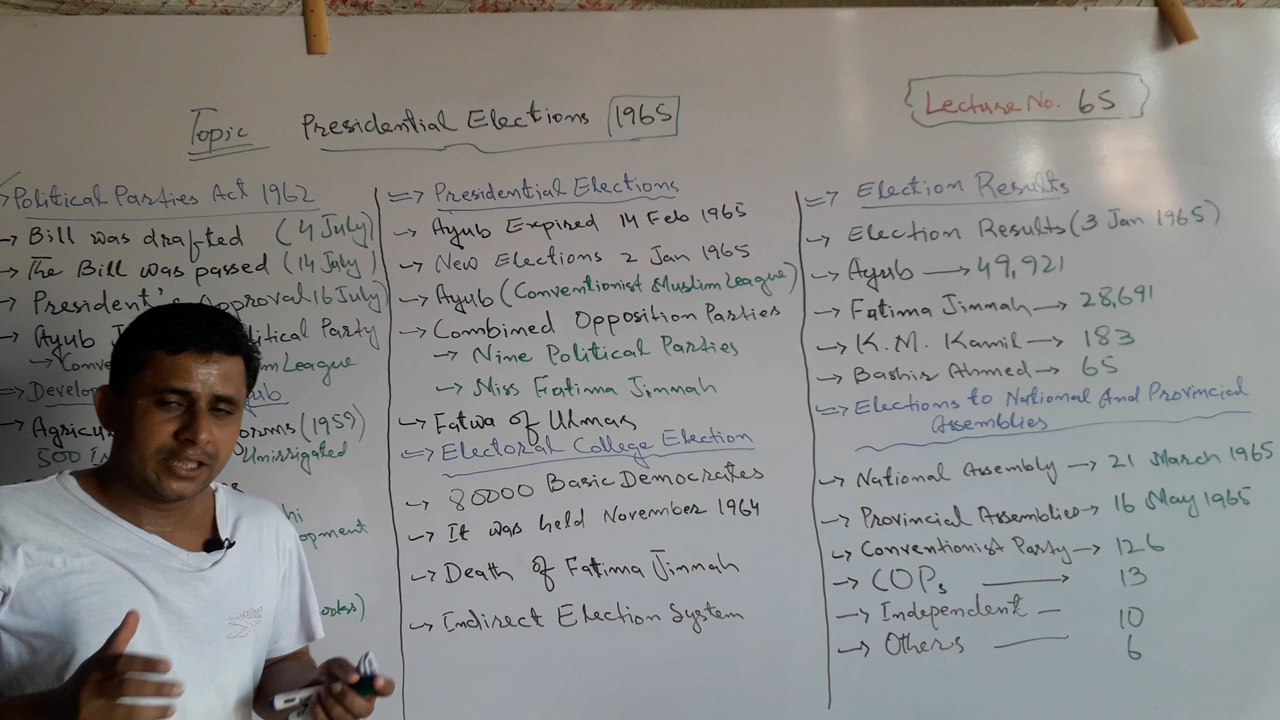 Topic Presidential Elections 1965
Lecture No. 65
Political Parties Act 1962
→ Bill was drafted (4 July)
→ The Bill was passed (14 July)
→ President's Approval 16 July)
→ Ayub Political Party
League
(1959)
500 Unirrigated
=> Presidential Elections
→ Ayub Expired 14 Feb 1965
→ New Elections 2 Jan 1965
→ Ayub (Conventionist Muslim League)
→ Combined Opposition Parties
→ Nine Political Parties
→ Miss Fatima Jinnah
→ Fatwa of Ulmas
=> Electoral College Election
→ 80000 Basic Democrates
→ It was held November 1964
→ Death of Fatima Jinnah
→ Indirect Election System
=> Election Results
→ Election Results (3 Jan 1965)
→ Ayub → 49,921
→ Fatima Jinnah → 28,691
→ K.M. Kamil → 183
→ Bashir Ahmed → 65
=> Elections to National And Provincial
Assemblies
→ National Assembly → 21 March 1965
→ Provincial Assemblies → 16 May 1965
→ Conventionist Party → 126
→ COPs → 13
→ Independent – 10
→ Others — 6